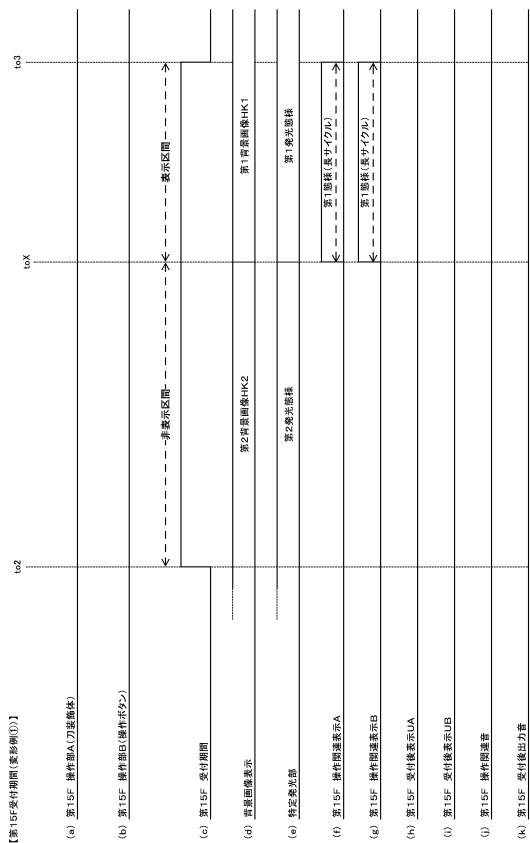 【第15F受付期間(変形例①)】
to2
toX
to3
(a) 第15F 操作部A(刀装飾体)
(b) 第15F 操作部B(操作ボタン)
非表示区間
表示区間
(c) 第15F 受付期間
(d) 背景画像表示
第2背景画像HK2
第1背景画像HK1
(e) 特定発光部
第2発光態様
第1発光態様
(f) 第15F 操作関連表示A
第1態様(長サイクル)
(g) 第15F 操作関連表示B
第1態様(長サイクル)
(h) 第15F 受付後表示UA
(i) 第15F 受付後表示UB
(j) 第15F 操作関連音
(k) 第15F 受付後出力音